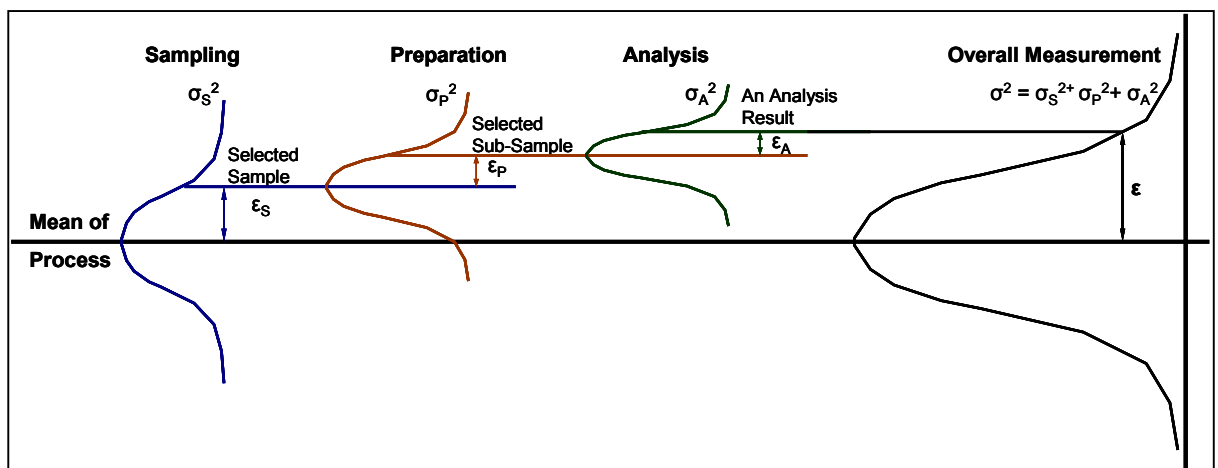 Sampling
Preparation
Analysis
Overall Measurement
σS²
σP²
σA²
σ² = σS²⁺ σP²+ σA²
An Analysis
Result
Selected
Sub-Sample
Selected
Sample
εA
εP
εS
ε
Mean of
Process